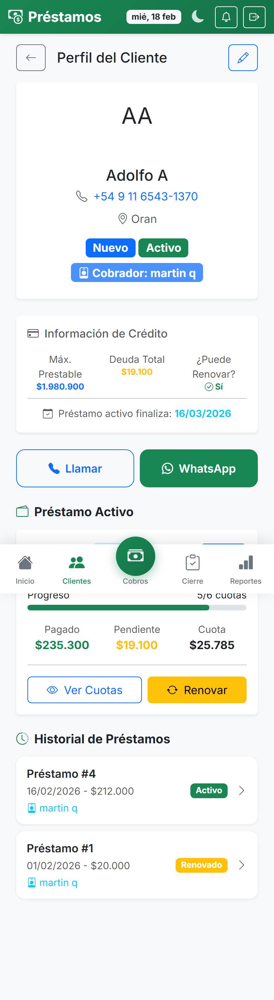 Préstamos
mié, 18 feb
Perfil del Cliente
AA
Adolfo A
+54 9 11 6543-1370
Oran
Nuevo Activo
Cobrador: martin q
Información de Crédito
Máx. Prestable
$1.980.900
Deuda Total
$19.100
¿Puede Renovar?
Sí
Préstamo activo finaliza: 16/03/2026
Llamar
WhatsApp
Préstamo Activo
Inicio
Clientes
Cobros
Cierre
Reportes
Progreso 5/6 cuotas
Pagado
$235.300
Pendiente
$19.100
Cuota
$25.785
Ver Cuotas
Renovar
Historial de Préstamos
Préstamo #4
16/02/2026 - $212.000
martin q
Activo
Préstamo #1
01/02/2026 - $20.000
martin q
Renovado